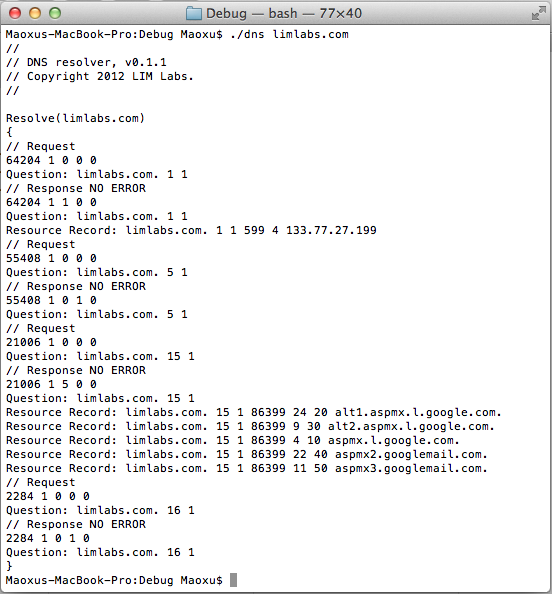 Debug — bash — 77×40
Maoxus-MacBook-Pro:Debug Maoxu$ ./dns limlabs.com
//
// DNS resolver, v0.1.1
// Copyright 2012 LIM Labs.
//
Resolve(limlabs.com)
{
// Request
64204 1 0 0 0
Question: limlabs.com. 1 1
// Response NO ERROR
64204 1 1 0 0
Question: limlabs.com. 1 1
Resource Record: limlabs.com. 1 1 599 4 133.77.27.199
// Request
55408 1 0 0 0
Question: limlabs.com. 5 1
// Response NO ERROR
55408 1 0 1 0
Question: limlabs.com. 5 1
// Request
21006 1 0 0 0
Question: limlabs.com. 15 1
// Response NO ERROR
21006 1 5 0 0
Question: limlabs.com. 15 1
Resource Record: limlabs.com. 15 1 86399 24 20 alt1.aspmx.l.google.com.
Resource Record: limlabs.com. 15 1 86399 9 30 alt2.aspmx.l.google.com.
Resource Record: limlabs.com. 15 1 86399 4 10 aspmx.l.google.com.
Resource Record: limlabs.com. 15 1 86399 22 40 aspmx2.googlemail.com.
Resource Record: limlabs.com. 15 1 86399 11 50 aspmx3.googlemail.com.
// Request
2284 1 0 0 0
Question: limlabs.com. 16 1
// Response NO ERROR
2284 1 0 1 0
Question: limlabs.com. 16 1
}
Maoxus-MacBook-Pro:Debug Maoxu$